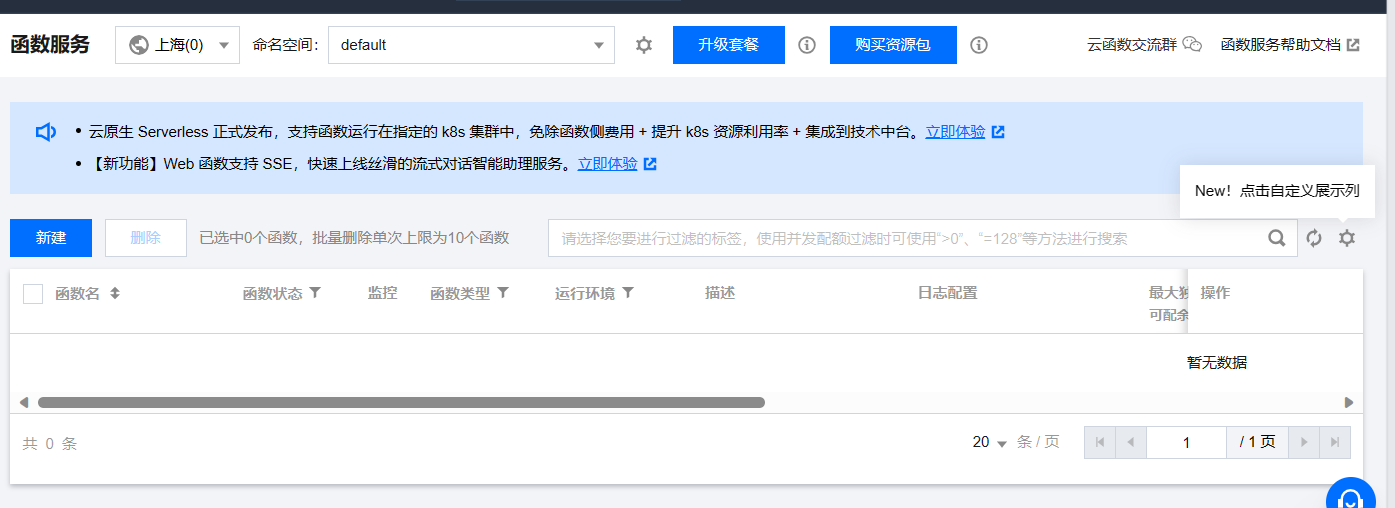 函数服务 上海(0) 命名空间： default 升级套餐 购买资源包 云函数交流群 函数服务帮助文档
云原生 Serverless 正式发布，支持函数运行在指定的 k8s 集群中，免除函数侧费用 + 提升 k8s 资源利用率 + 集成到技术中台。立即体验
【新功能】Web 函数支持 SSE，快速上线丝滑的流式对话智能助理服务。立即体验
New！点击自定义展示列
新建 删除 已选中0个函数，批量删除单次上限为10个函数 请选择您要进行过滤的标签，使用并发配额过滤时可使用“>0”、“=128”等方法进行搜索
函数名 函数状态 监控 函数类型 运行环境 描述 日志配置 最大独 操作
可配余
暂无数据
共 0 条 20 条 / 页 1 / 1 页